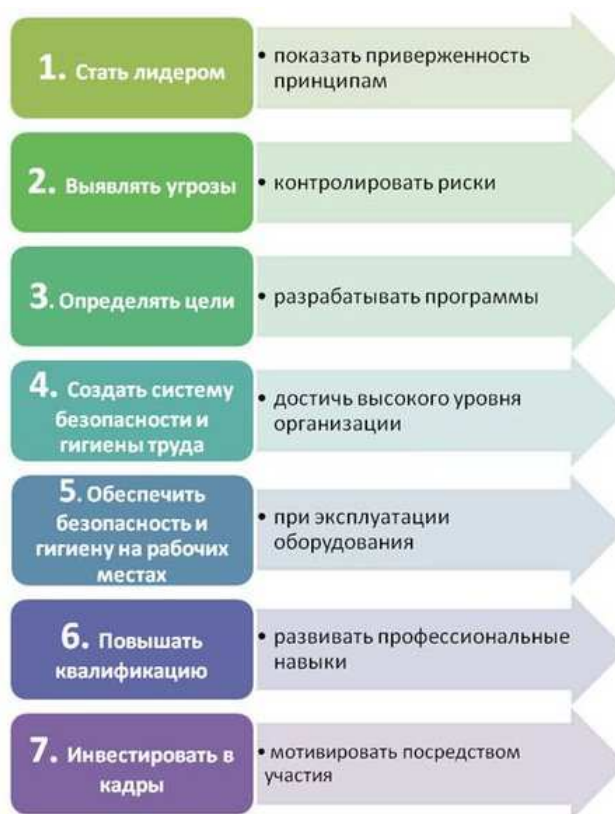 1. Стать лидером
• показать приверженность
принципам
2. Выявлять угрозы
• контролировать риски
3. Определять цели
• разрабатывать программы
4. Создать систему
безопасности и
гигиены труда
• достичь высокого уровня
организации
5. Обеспечить
безопасность и
гигиену на рабочих
местах
• при эксплуатации
оборудования
6. Повышать
квалификацию
• развивать профессиональные
навыки
7. Инвестировать в
кадры
• мотивировать посредством
участия